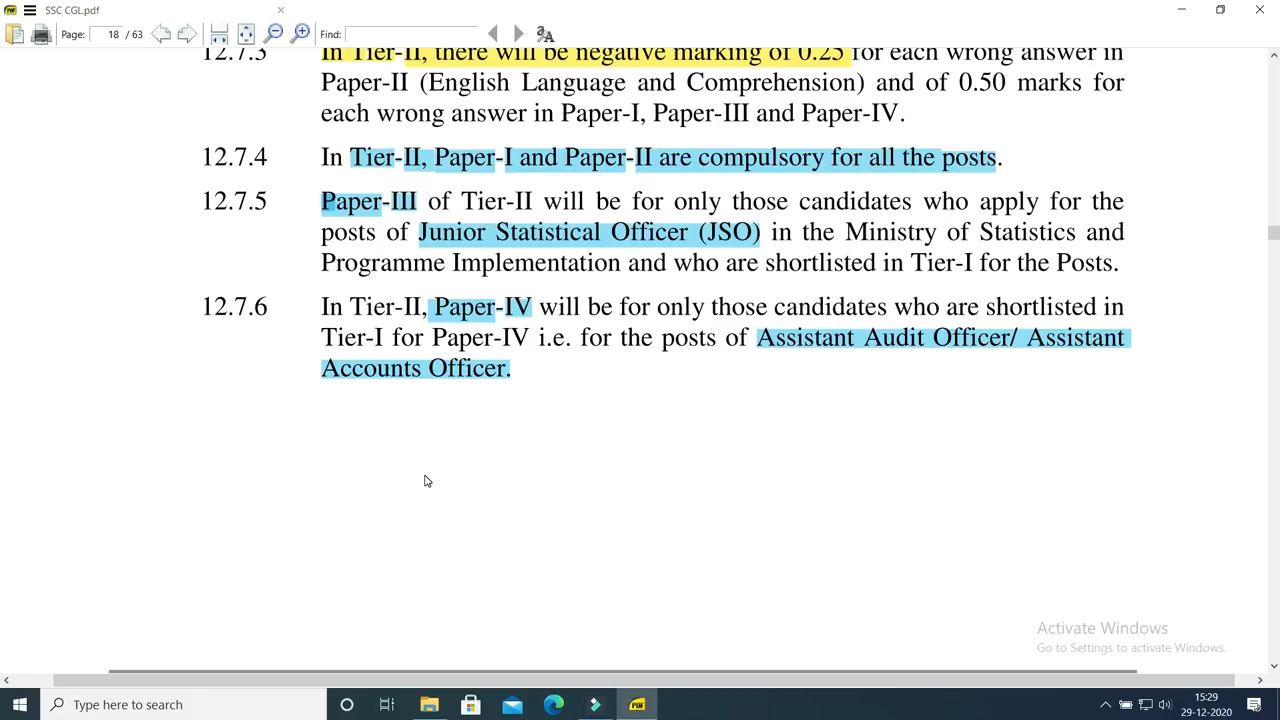 SSC CGL.pdf
Page: 18 / 63 Find:
12.7.3 In Tier-II, there will be negative marking of 0.25 for each wrong answer in
Paper-II (English Language and Comprehension) and of 0.50 marks for
each wrong answer in Paper-I, Paper-III and Paper-IV.
12.7.4 In Tier-II, Paper-I and Paper-II are compulsory for all the posts.
12.7.5 Paper-III of Tier-II will be for only those candidates who apply for the
posts of Junior Statistical Officer (JSO) in the Ministry of Statistics and
Programme Implementation and who are shortlisted in Tier-I for the Posts.
12.7.6 In Tier-II, Paper-IV will be for only those candidates who are shortlisted in
Tier-I for Paper-IV i.e. for the posts of Assistant Audit Officer/ Assistant
Accounts Officer.
Activate Windows
Go to Settings to activate Windows.
Type here to search
15:29
29-12-2020